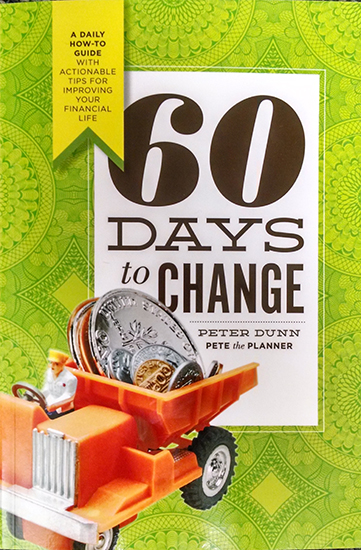 A DAILY
HOW-TO
GUIDE WITH
ACTIONABLE
TIPS FOR
IMPROVING
YOUR
FINANCIAL
LIFE
60
DAYS
to CHANGE
PETER DUNN
PETE the PLANNER